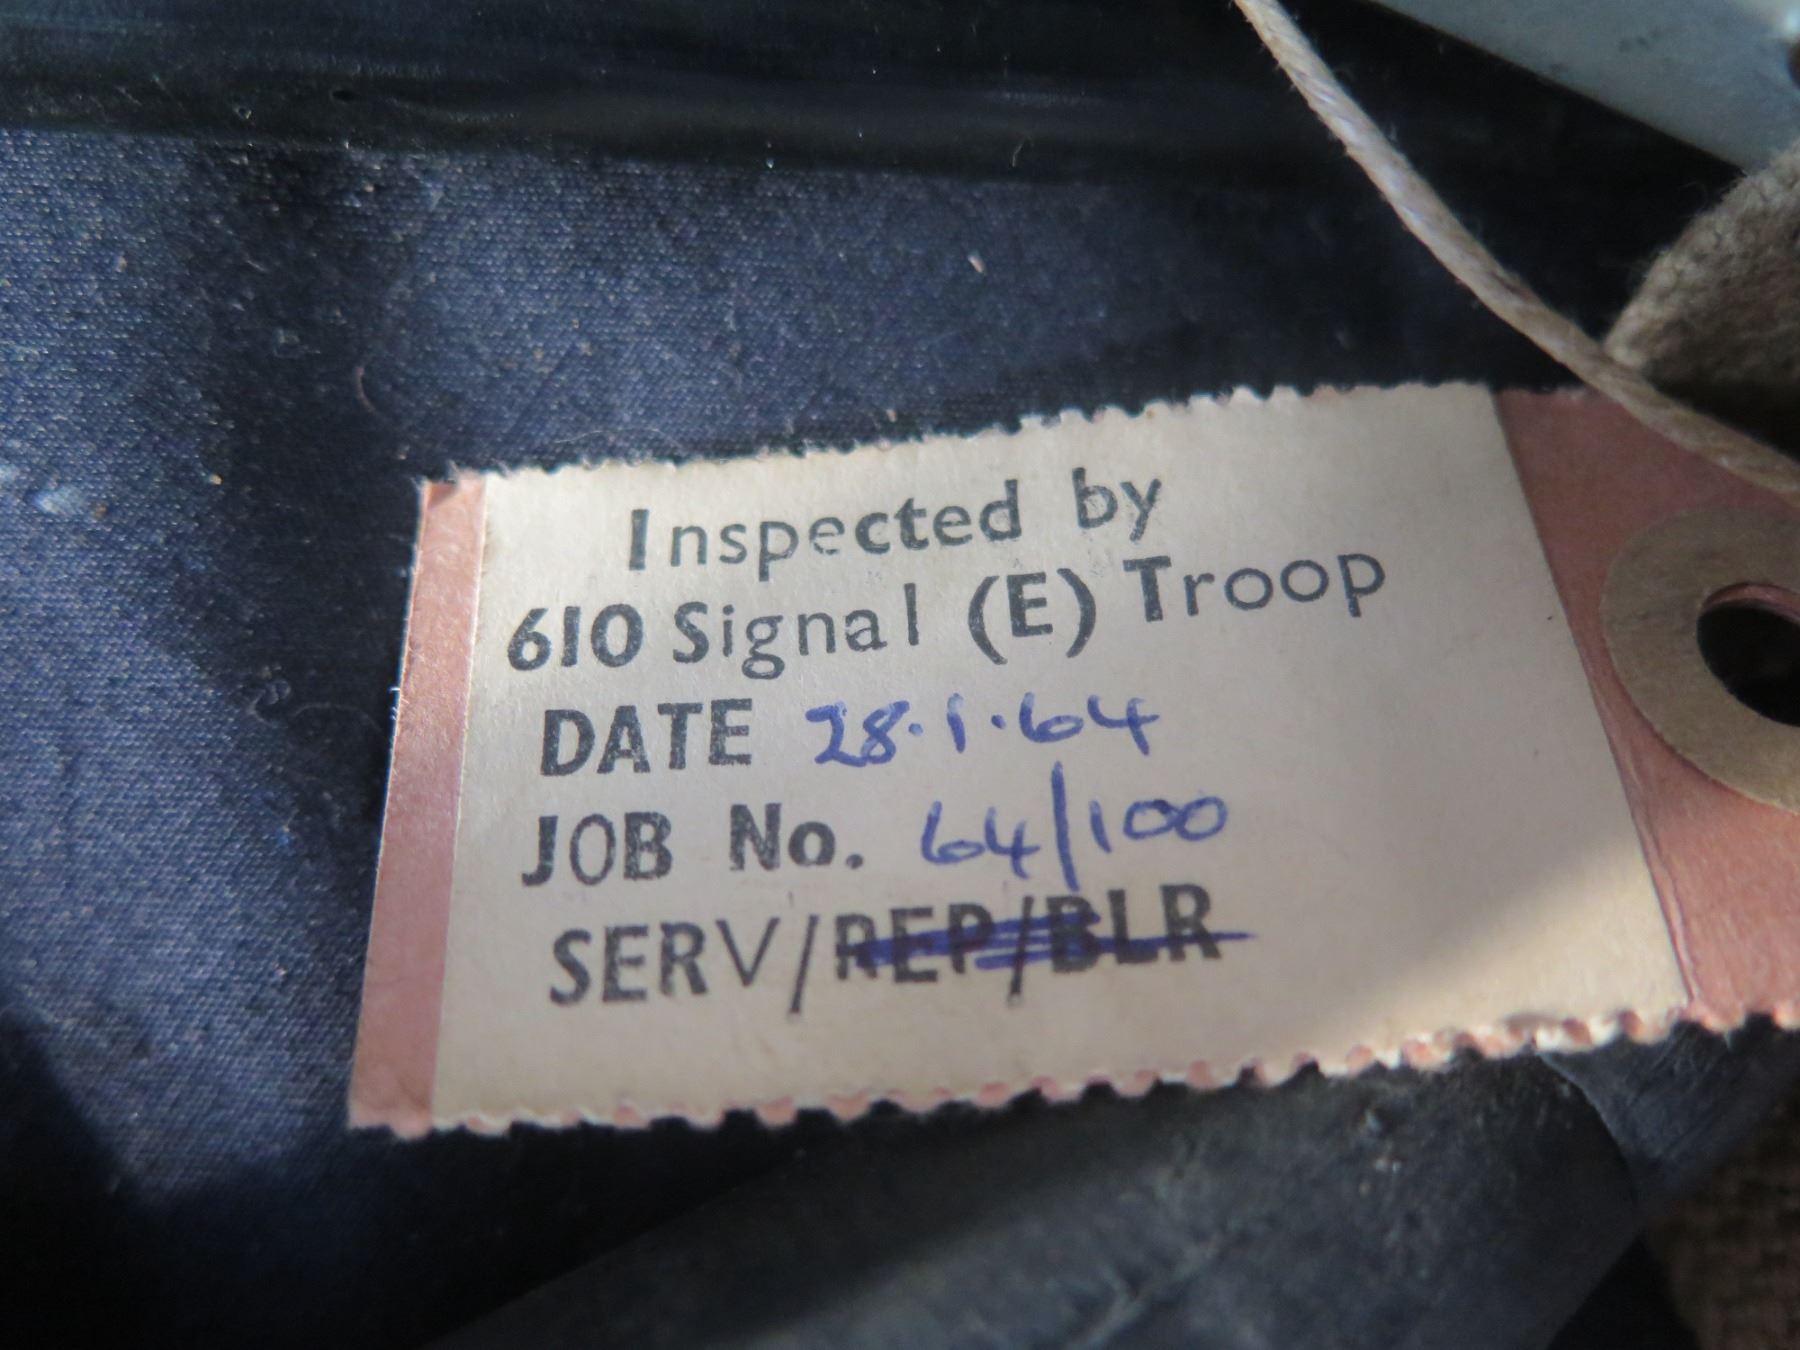 Inspected by
610 Signal (E) Troop
DATE 28.1.64
JOB No. 64/100
SERV/REP/BLR